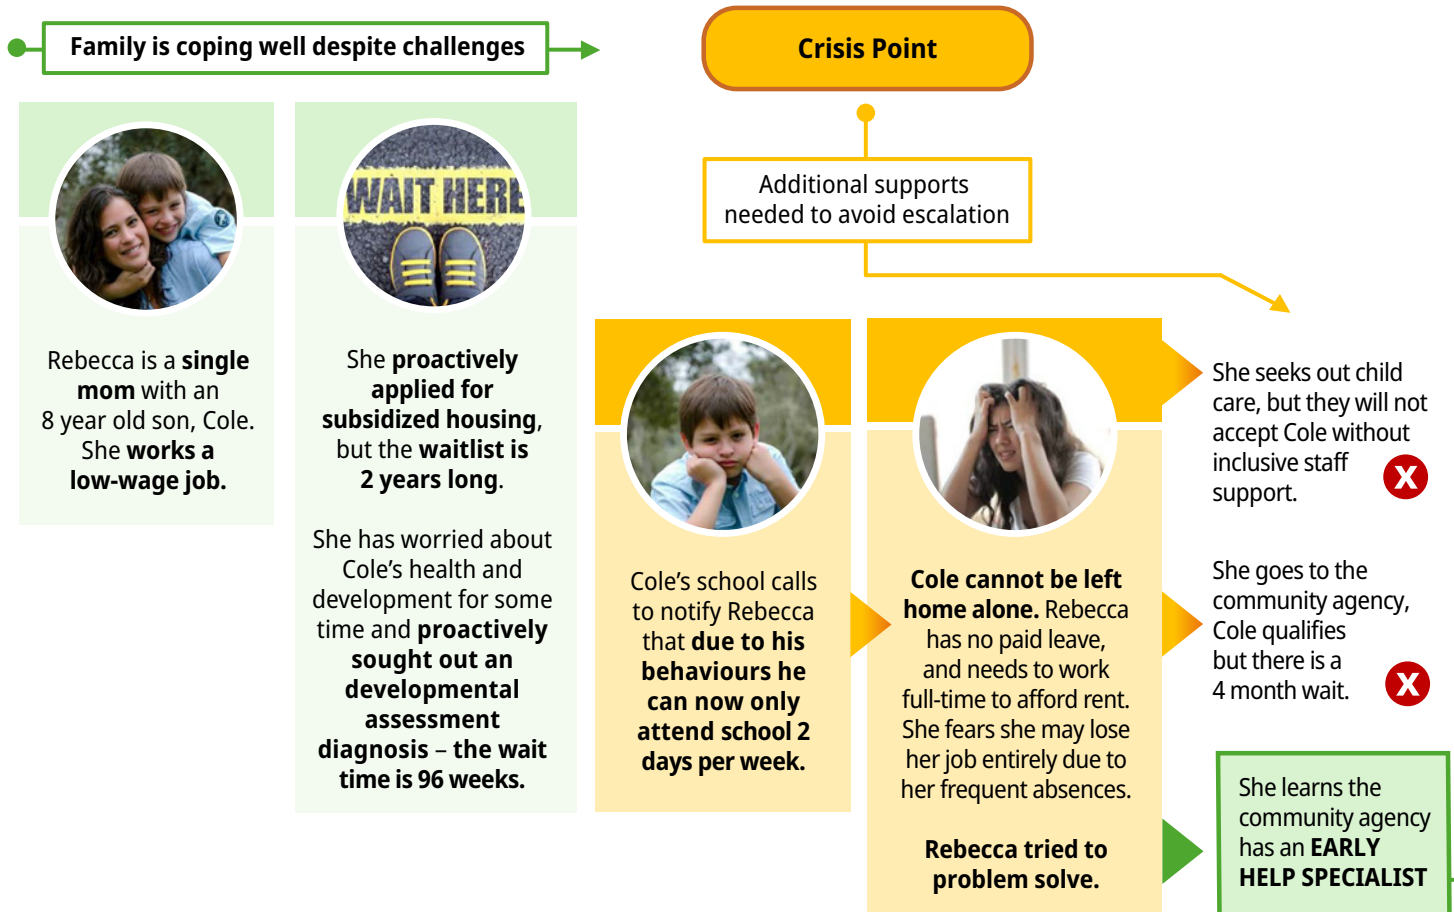 Family is coping well despite challenges
Crisis Point
Additional supports
needed to avoid escalation
WAIT HERE
Rebecca is a single
mom with an
8 year old son, Cole.
She works a
low-wage job.
She proactively
applied for
subsidized housing,
but the waitlist is
2 years long.
She has worried about
Cole’s health and
development for some
time and proactively
sought out an
developmental
assessment
diagnosis – the wait
time is 96 weeks.
Cole’s school calls
to notify Rebecca
that due to his
behaviours he
can now only
attend school 2
days per week.
Cole cannot be left
home alone. Rebecca
has no paid leave,
and needs to work
full-time to afford rent.
She fears she may lose
her job entirely due to
her frequent absences.
Rebecca tried to
problem solve.
She seeks out child
care, but they will not
accept Cole without
inclusive staff
support.
X
She goes to the
community agency,
Cole qualifies
but there is a
4 month wait.
X
She learns the
community agency
has an EARLY
HELP SPECIALIST